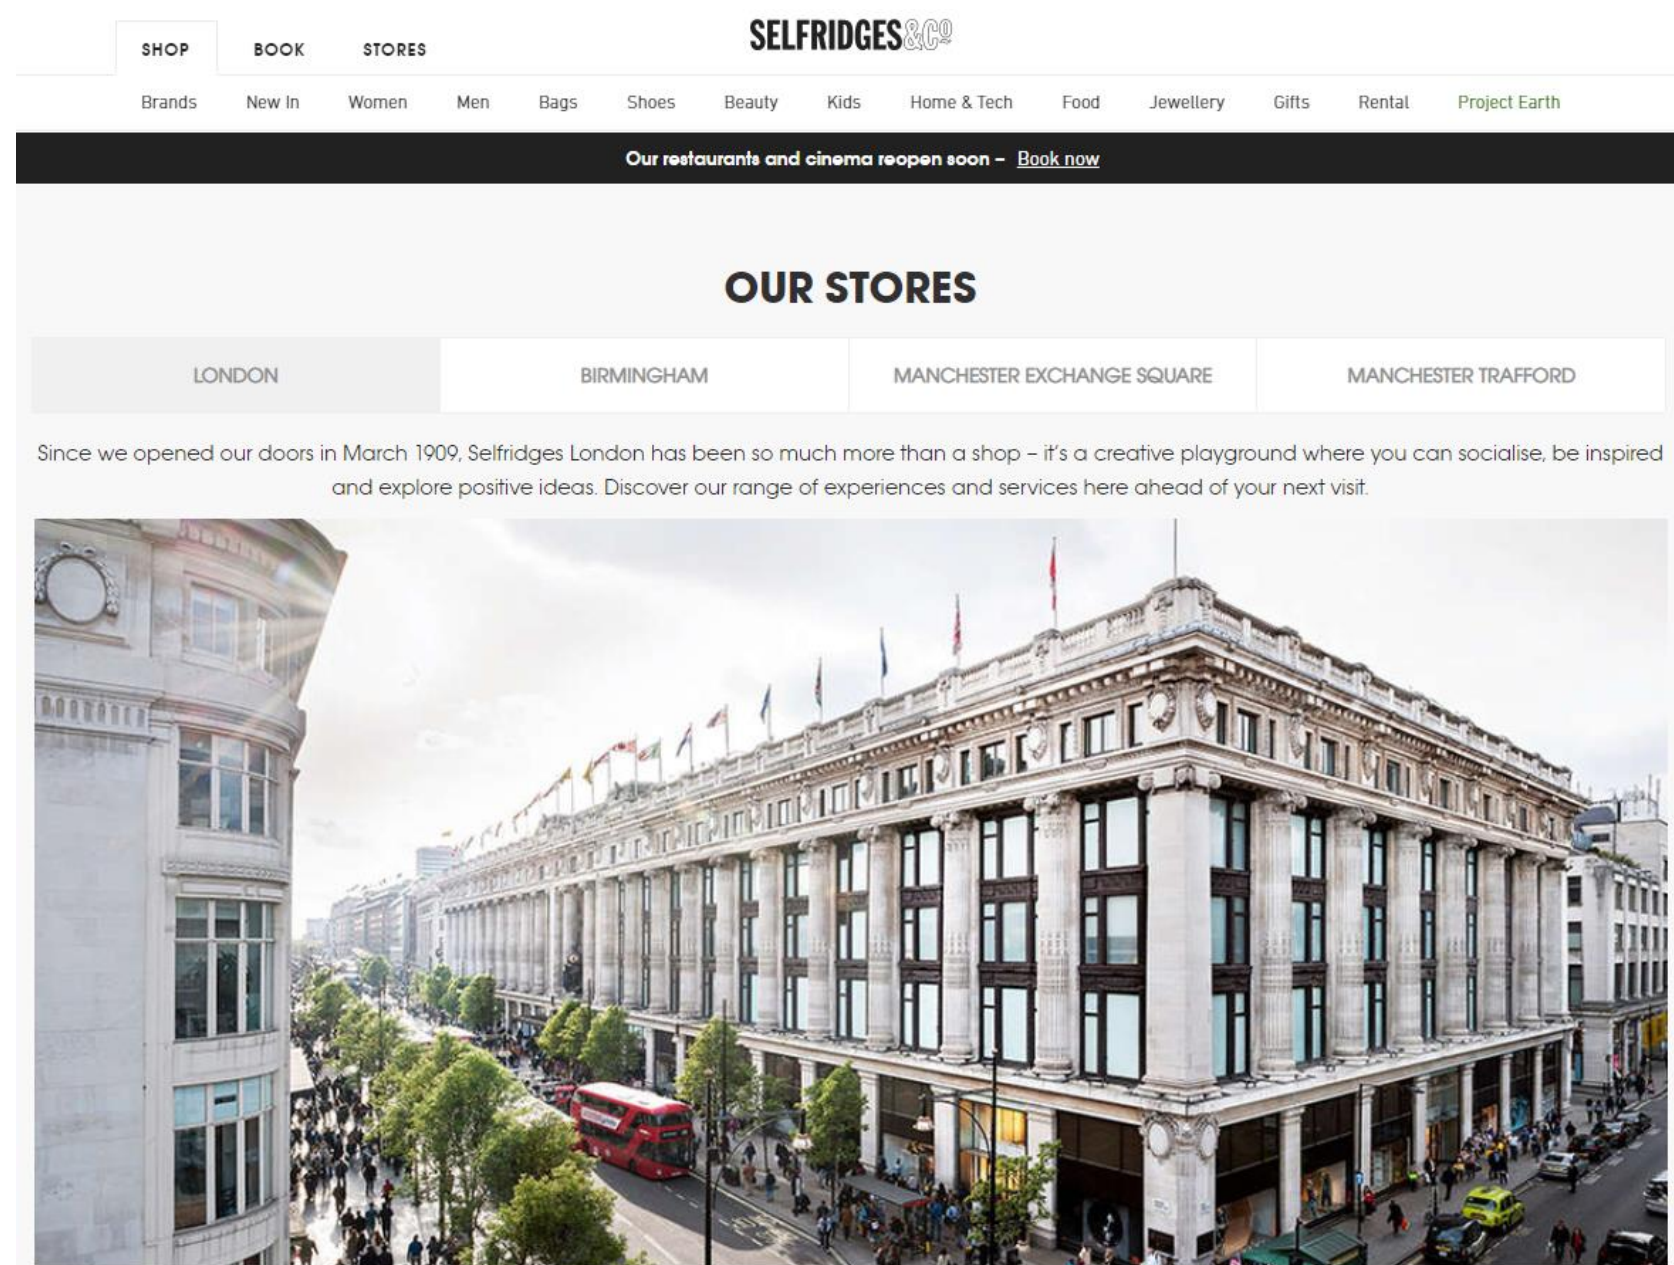 SELFRIDGES&Cº
SHOP BOOK STORES
Brands New In Women Men Bags Shoes Beauty Kids Home & Tech Food Jewellery Gifts Rental Project Earth
Our restaurants and cinema reopen soon – Book now
OUR STORES
LONDON BIRMINGHAM MANCHESTER EXCHANGE SQUARE MANCHESTER TRAFFORD
Since we opened our doors in March 1909, Selfridges London has been so much more than a shop – it's a creative playground where you can socialise, be inspired
and explore positive ideas. Discover our range of experiences and services here ahead of your next visit.